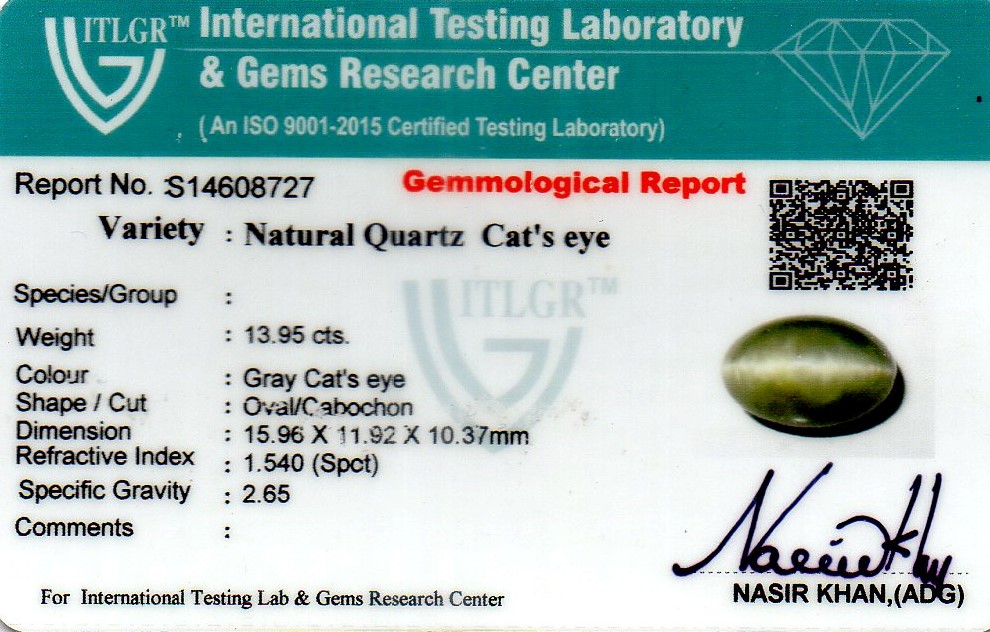 ITLGR™ International Testing Laboratory
& Gems Research Center
(An ISO 9001-2015 Certified Testing Laboratory)
Report No. S14608727
Gemmological Report
Variety : Natural Quartz Cat's eye
ITLGR™
Species/Group :
Weight : 13.95 cts.
Colour : Gray Cat's eye
Shape / Cut : Oval/Cabochon
Dimension : 15.96 X 11.92 X 10.37mm
Refractive Index : 1.540 (Spct)
Specific Gravity : 2.65
Comments :
NASIR KHAN,(ADG)
For International Testing Lab & Gems Research Center